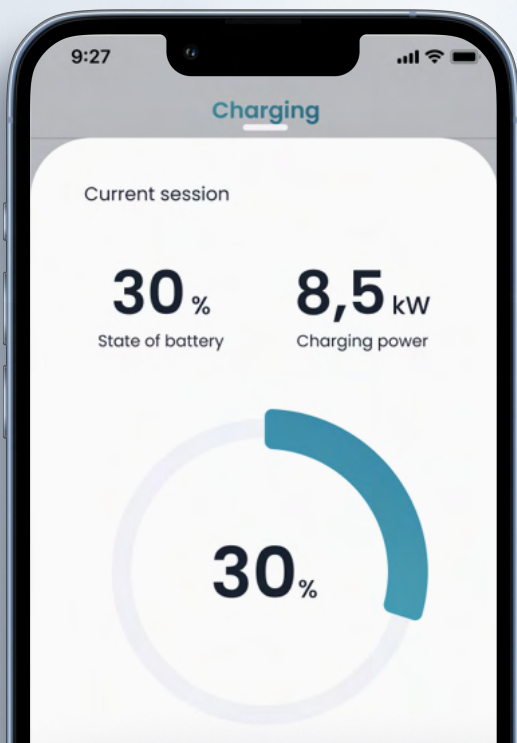 9:27
Charging
Current session
30 % 8,5 kW
State of battery Charging power
30%